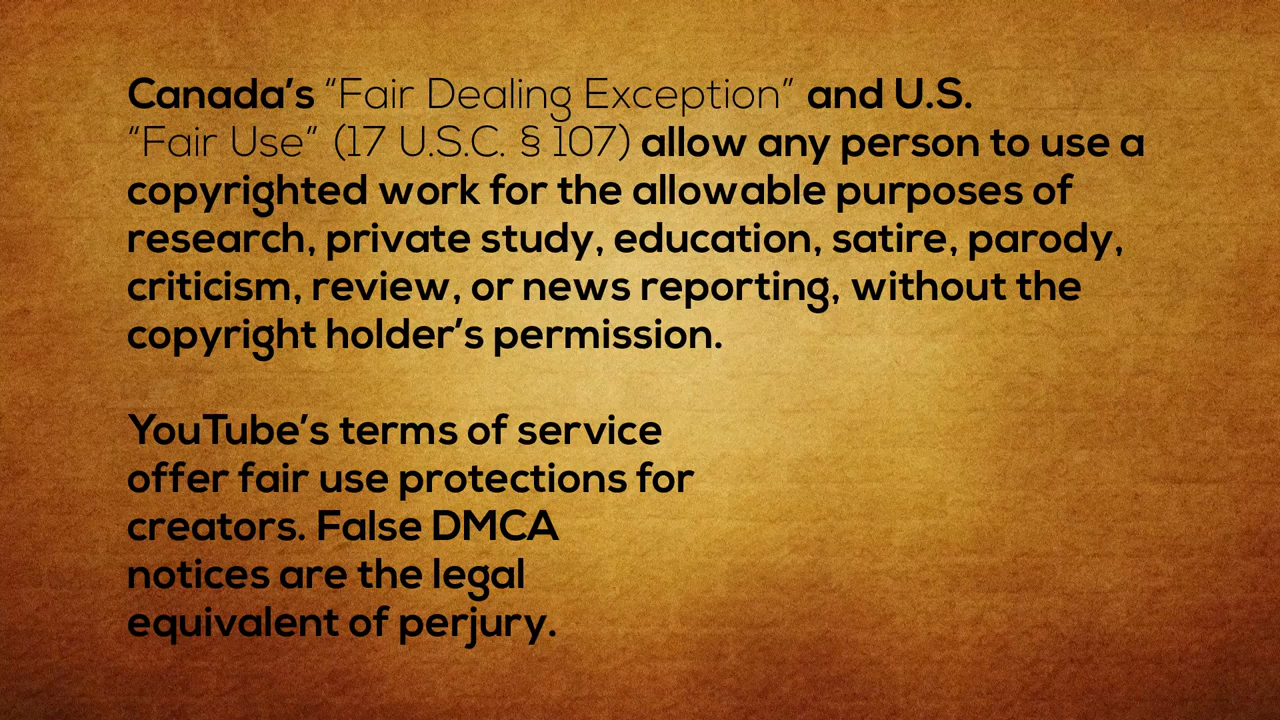 Canada’s “Fair Dealing Exception” and U.S.
“Fair Use“ (17 U.S.C. § 107) allow any person to use a
copyrighted work for the allowable purposes of
research, private study, education, satire, parody,
criticism, review, or news reporting, without the
copyright holder’s permission.
YouTube’s terms of service
offer fair use protections for
creators. False DMCA
notices are the legal
equivalent of perjury.